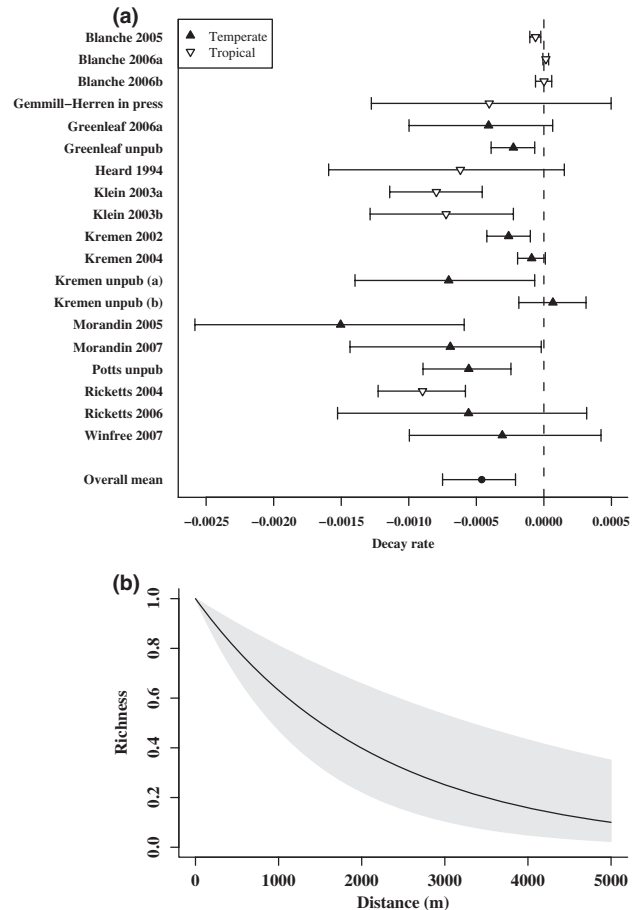 (a)
Temperate
Tropical
Blanche 2005
Blanche 2006a
Blanche 2006b
Gemmill−Herren in press
Greenleaf 2006a
Greenleaf unpub
Heard 1994
Klein 2003a
Klein 2003b
Kremen 2002
Kremen 2004
Kremen unpub (a)
Kremen unpub (b)
Morandin 2005
Morandin 2007
Potts unpub
Ricketts 2004
Ricketts 2006
Winfree 2007
Overall mean
−0.0025 −0.0020 −0.0015 −0.0010 −0.0005 0.0000 0.0005
Decay rate
(b)
Richness
1.0
0.8
0.6
0.4
0.2
0.0
0 1000 2000 3000 4000 5000
Distance (m)